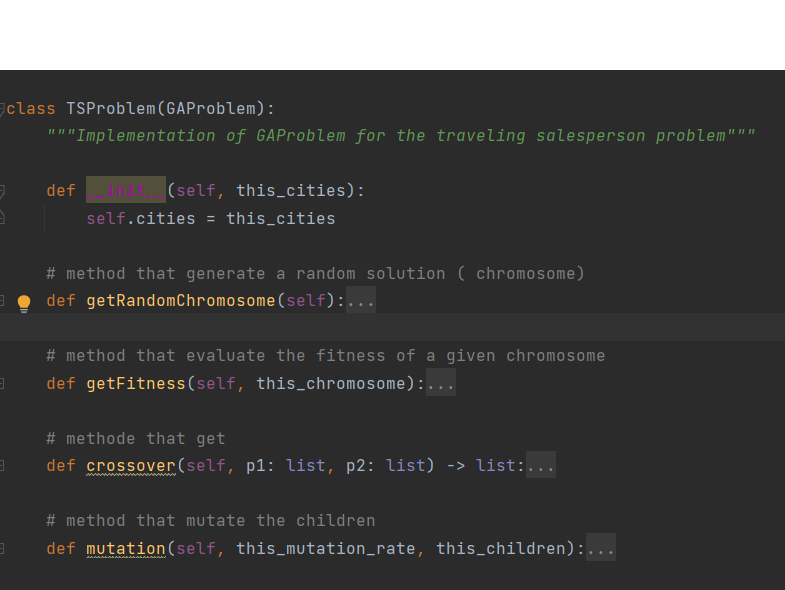 class TSProblem(GAProblem):
"""Implementation of GAProblem for the traveling salesperson problem"""
def __init__(self, this_cities):
self.cities = this_cities
# method that generate a random solution ( chromosome)
def getRandomChromosome(self):...
# method that evaluate the fitness of a given chromosome
def getFitness(self, this_chromosome):...
# methode that get
def crossover(self, p1: list, p2: list) -> list:...
# method that mutate the children
def mutation(self, this_mutation_rate, this_children):...